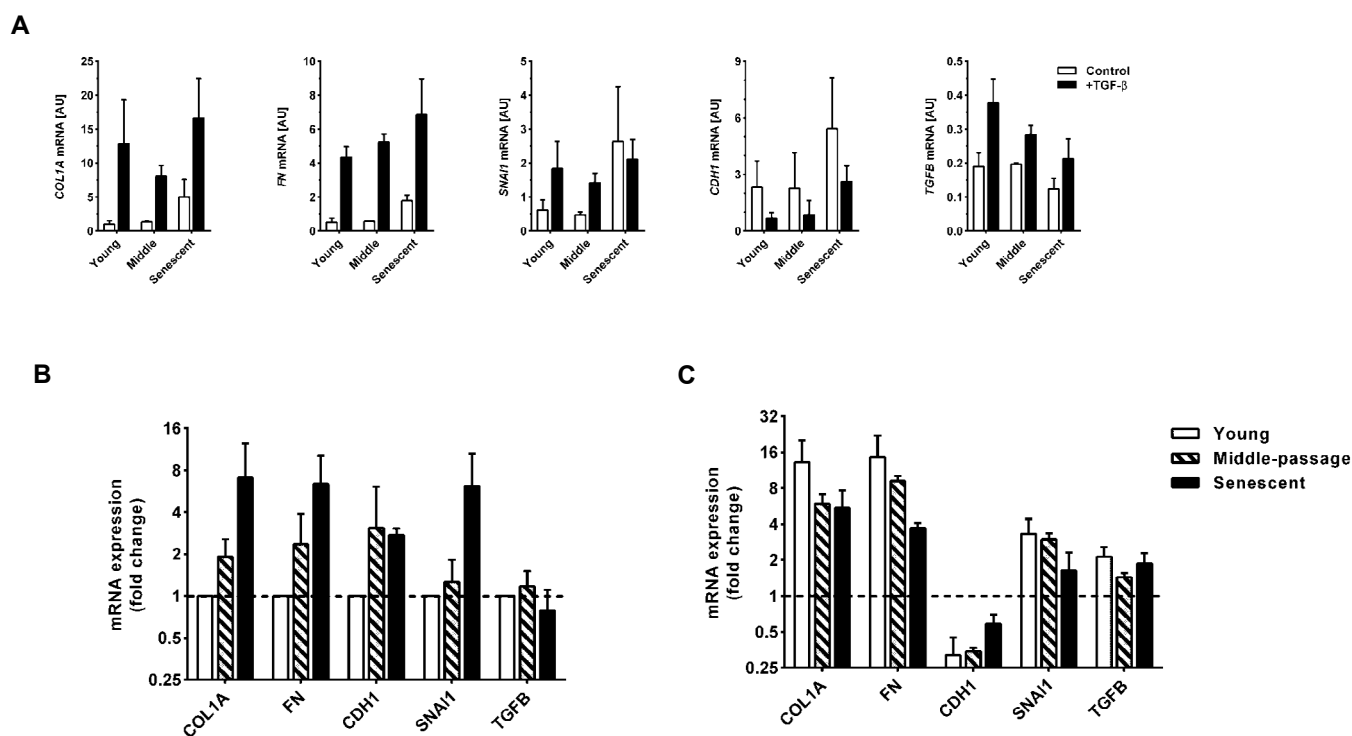 A
COL1A mRNA [AU]
25
20
15
10
5
0
Young
Middle
Senescent
FN mRNA [AU]
10
8
6
4
2
0
Young
Middle
Senescent
SNAI1 mRNA [AU]
5
4
3
2
1
0
Young
Middle
Senescent
CDH1 mRNA [AU]
9
6
3
0
Young
Middle
Senescent
TGFB mRNA [AU]
0.5
0.4
0.3
0.2
0.1
0.0
Young
Middle
Senescent
Control
+TGF-β
B
mRNA expression
(fold change)
16
8
4
2
1
0.5
0.25
COL1A
FN
CDH1
SNAI1
TGFB
C
mRNA expression
(fold change)
32
16
8
4
2
1
0.5
0.25
COL1A
FN
CDH1
SNAI1
TGFB
Young
Middle-passage
Senescent